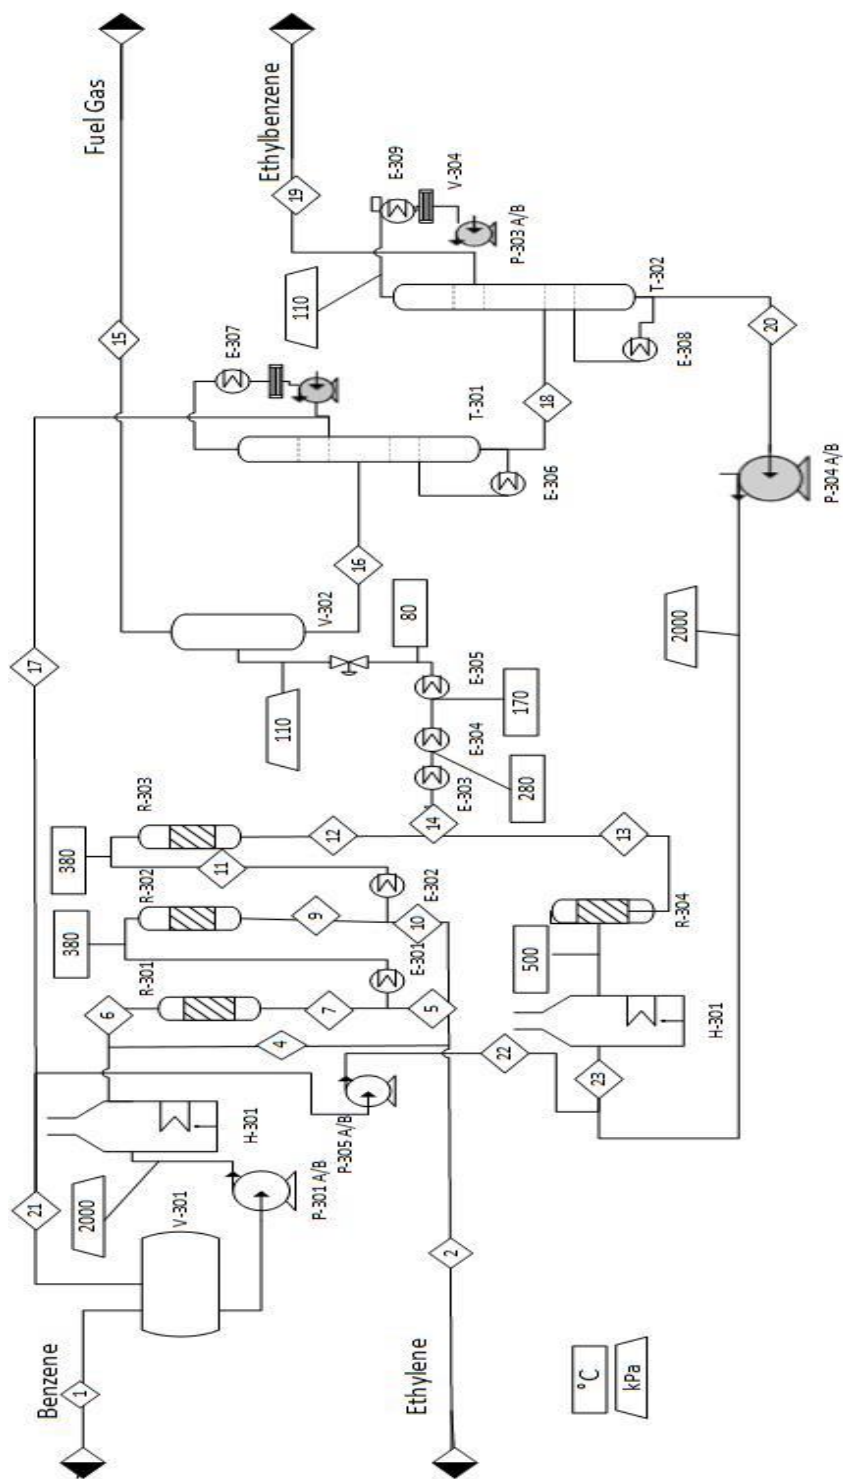 Benzene
1
V-301
21
2000
P-301 A/B
H-301
P-305 A/B
Ethylene
2
4
6
R-301
7
5
E-301
380
R-302
9
10
E-302
380
R-303
11
12
14
13
E-303
280
E-304
170
E-305
80
110
V-302
16
17
15
Fuel Gas
E-307
T-301
E-306
18
110
19
Ethylbenzene
E-309
V-304
P-303 A/B
T-302
E-308
20
P-304 A/B
2000
22
23
H-301
500
R-304
°C
kPa